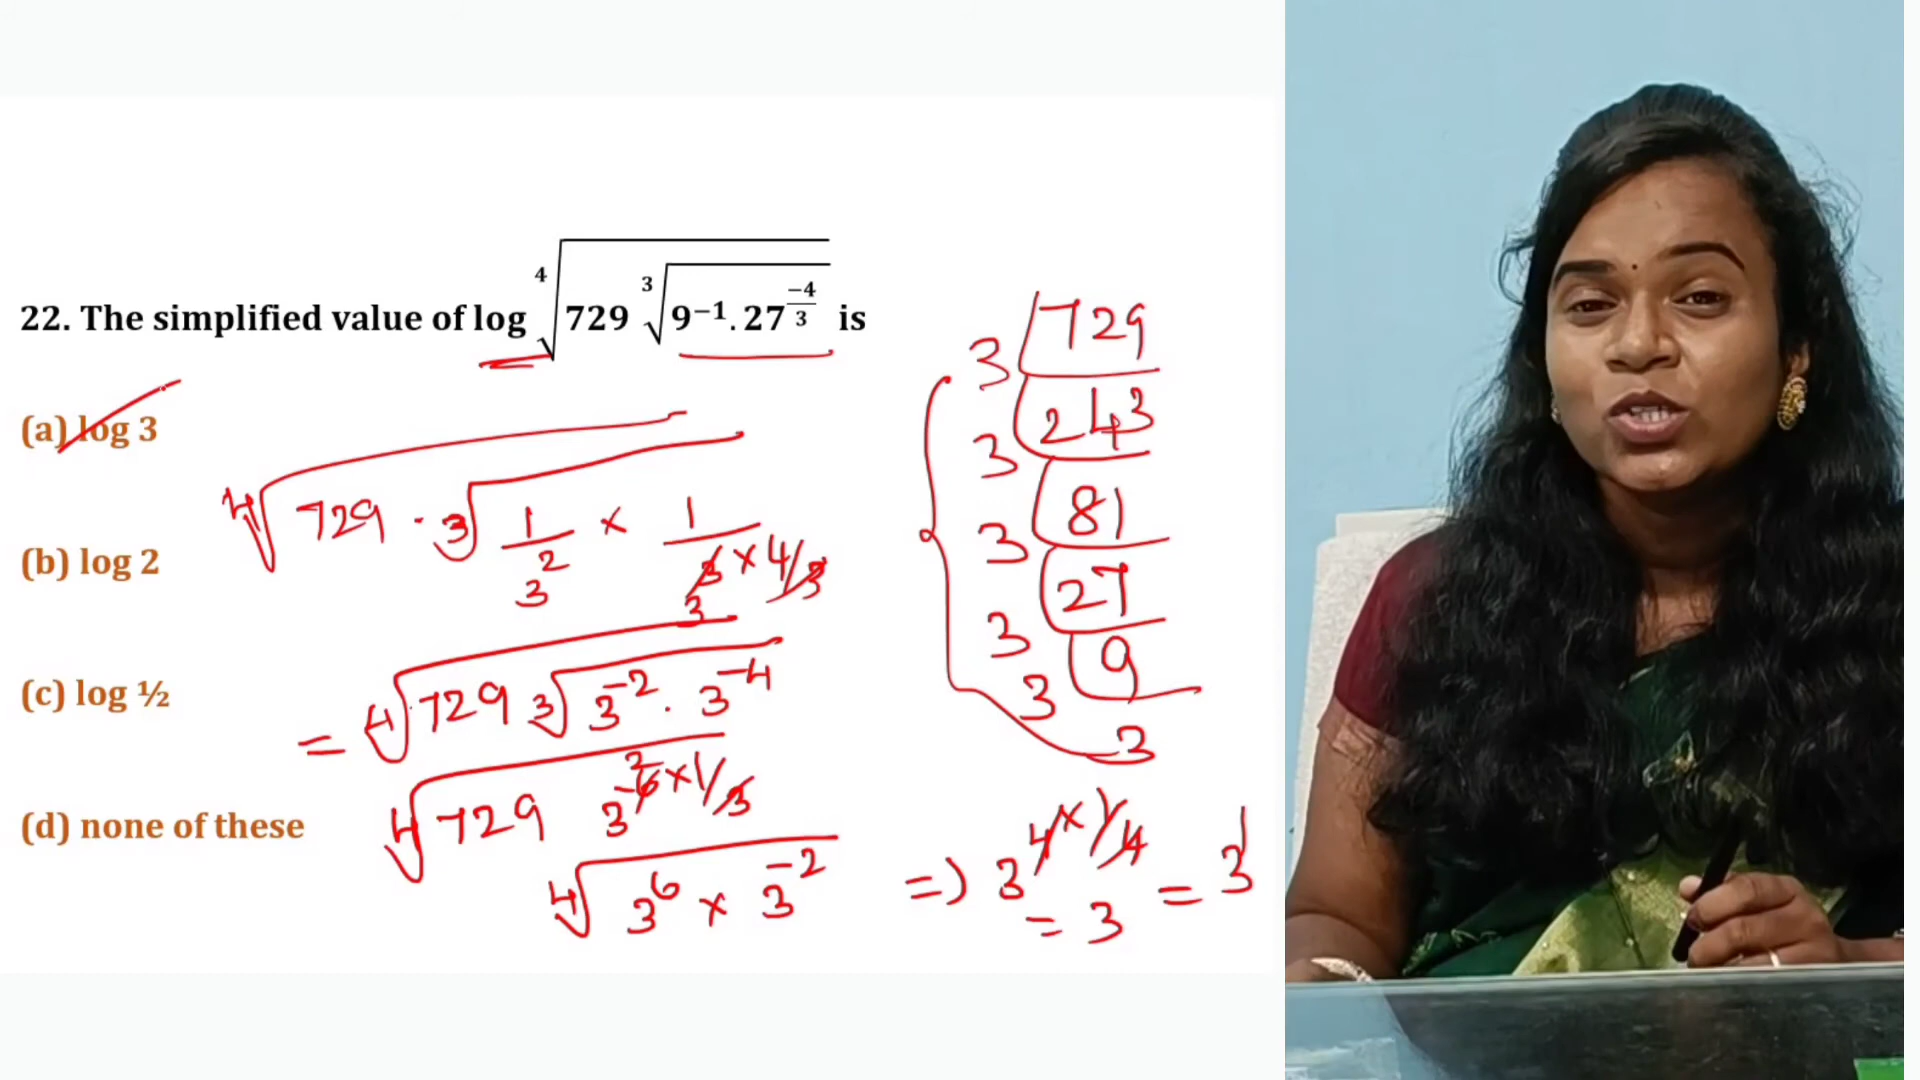 22. The simplified value of log ⁴√(729 ³√(9⁻¹. 27^(-4/3))) is
(a) log 3
(b) log 2
(c) log ½
(d) none of these
⁴√(729 · ³√(1/3² × 1/3^(3×4/3)))
= ⁴√(729 ³√(3⁻² . 3⁻⁴))
⁴√(729 3^(-6×1/3)) 2
⁴√(3⁶ × 3⁻²)
3 729
3 243
3 81
3 27
3 9
3
=> 3^(4×1/4) = 3¹
= 3